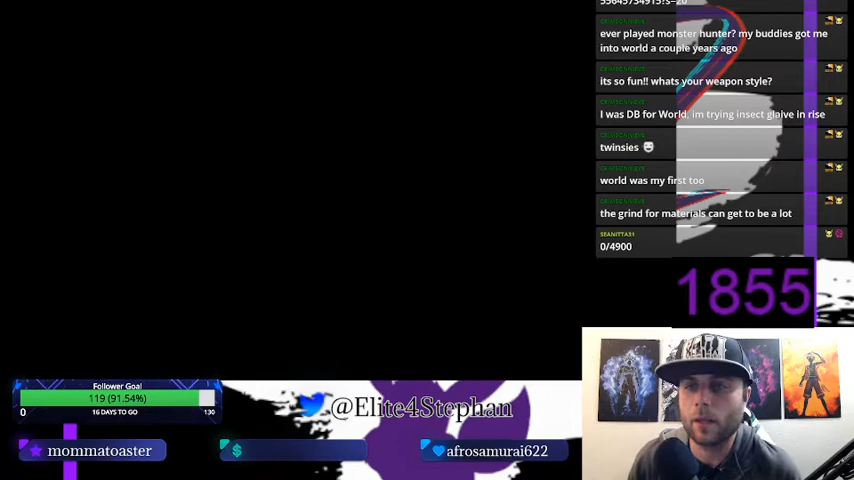 ever played monster hunter? my buddies got me
into world a couple years ago
its so fun!! whats your weapon style?
I was DB for World, im trying insect glaive in rise
twinsies
world was my first too
the grind for materials can get to be a lot
SEANITTA31
0/4900
1855
Follower Goal
119 (91.54%)
0
16 DAYS TO GO
130
@Elite4Stephan
mommatoaster
$
afrosamurai622